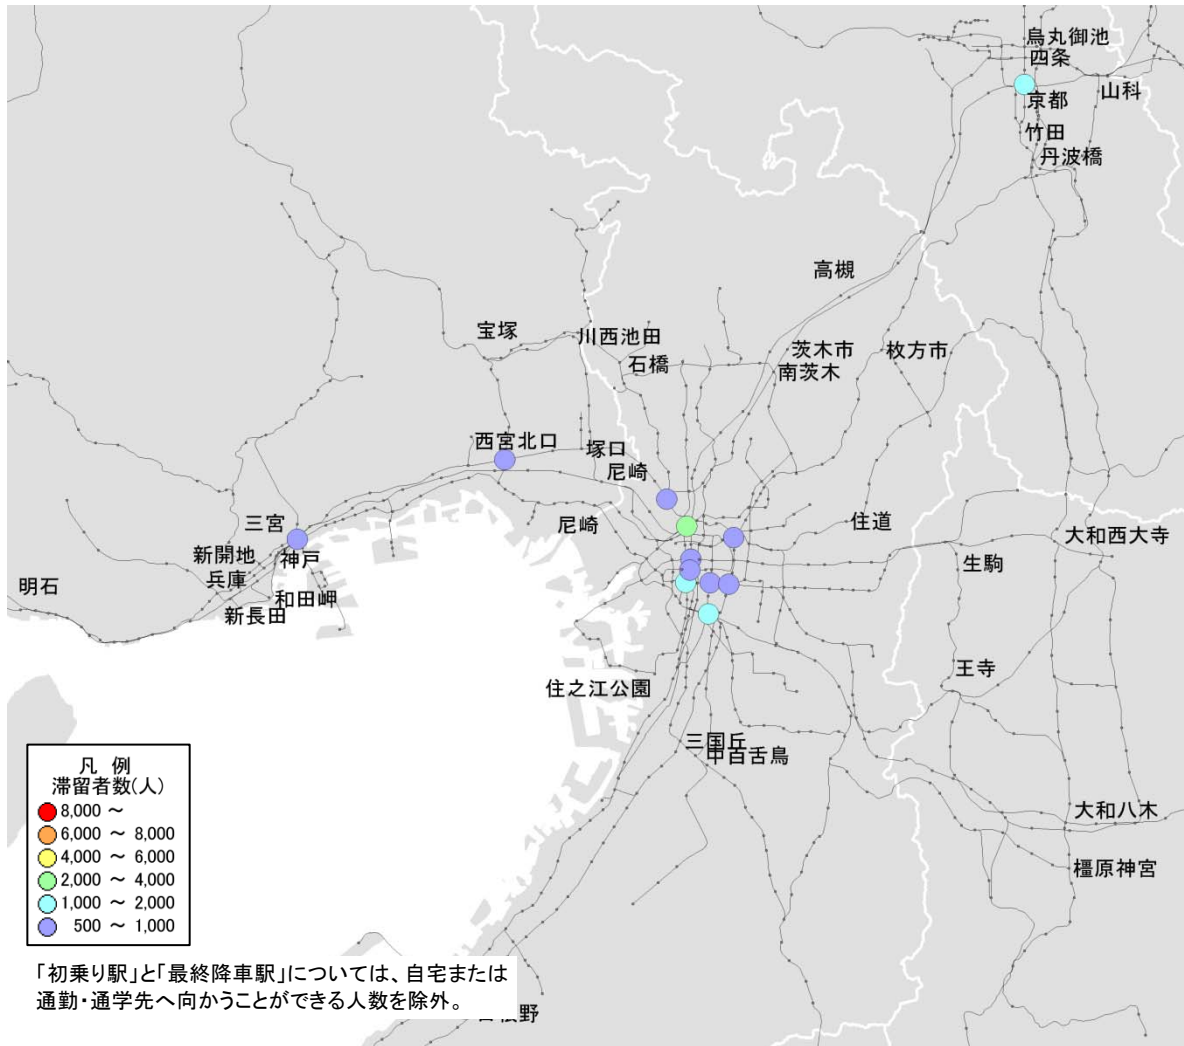 烏丸御池
四条
山科
京都
竹田
丹波橋
高槻
宝塚
川西池田
石橋
茨木市
南茨木
枚方市
西宮北口
塚口
尼崎
三宮
尼崎
住道
大和西大寺
新開地
神戸
生駒
兵庫
明石
和田岬
新長田
王寺
住之江公園
三国丘
中百舌鳥
凡 例
滞留者数(人)
8,000 ～
6,000 ～ 8,000
4,000 ～ 6,000
2,000 ～ 4,000
1,000 ～ 2,000
500 ～ 1,000
大和八木
橿原神宮
「初乗り駅」と「最終降車駅」については、自宅または
通勤・通学先へ向かうことができる人数を除外。